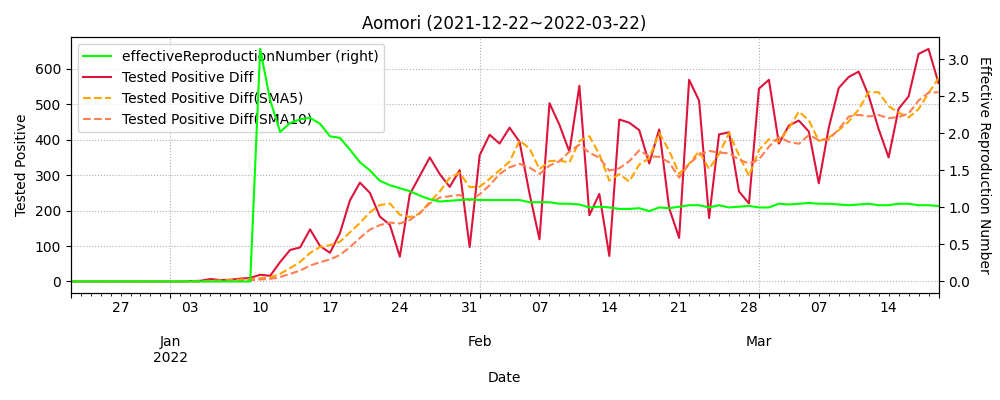 Aomori (2021-12-22~2022-03-22)
effectiveReproductionNumber (right)
Tested Positive Diff
Tested Positive Diff(SMA5)
Tested Positive Diff(SMA10)
Tested Positive
600
500
400
300
200
100
0
Effective Reproduction Number
3.0
2.5
2.0
1.5
1.0
0.5
0.0
27 03 10 17 24 31 07 14 21 28 07 14
Jan Feb Mar
2022
Date